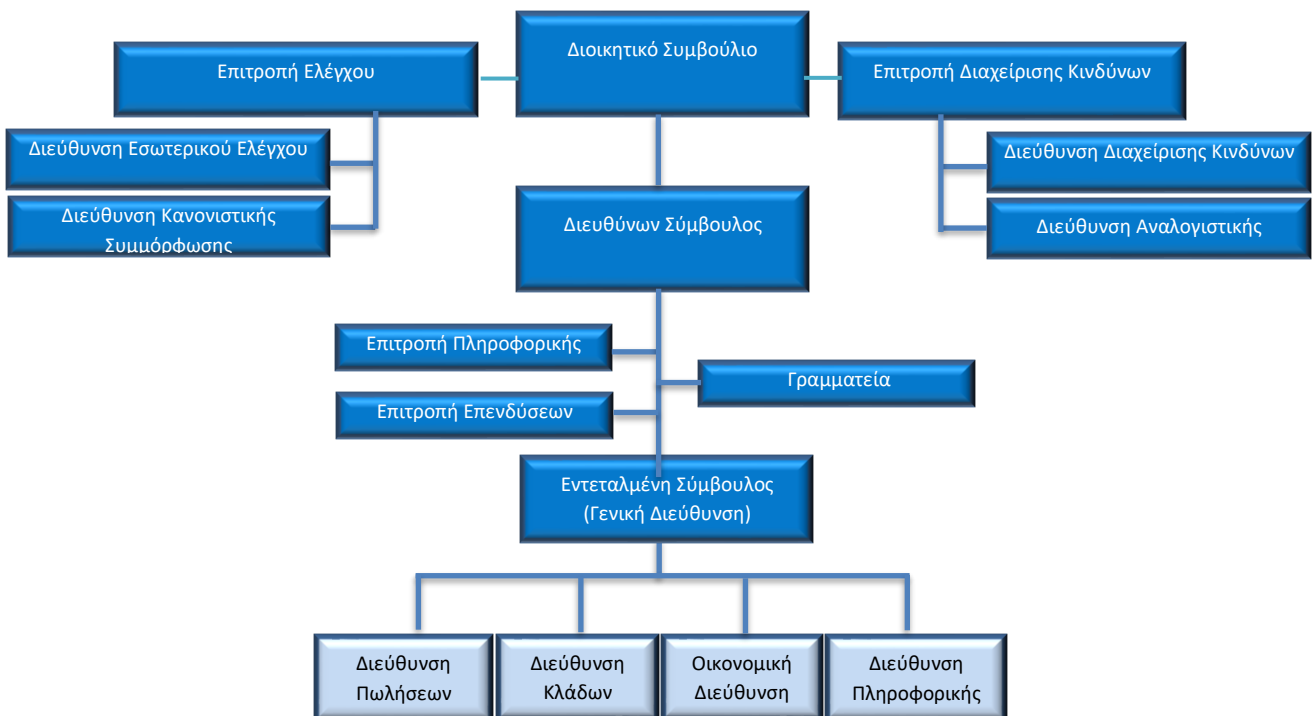 Διοικητικό Συμβούλιο
Επιτροπή Ελέγχου
Επιτροπή Διαχείρισης Κινδύνων
Διεύθυνση Εσωτερικού Ελέγχου
Διεύθυνση Διαχείρισης Κινδύνων
Διεύθυνση Κανονιστικής
Συμμόρφωσης
Διευθύνων Σύμβουλος
Διεύθυνση Αναλογιστικής
Επιτροπή Πληροφορικής
Γραμματεία
Επιτροπή Επενδύσεων
Εντεταλμένη Σύμβουλος
(Γενική Διεύθυνση)
Διεύθυνση
Πωλήσεων
Διεύθυνση
Κλάδων
Οικονομική
Διεύθυνση
Διεύθυνση
Πληροφορικής